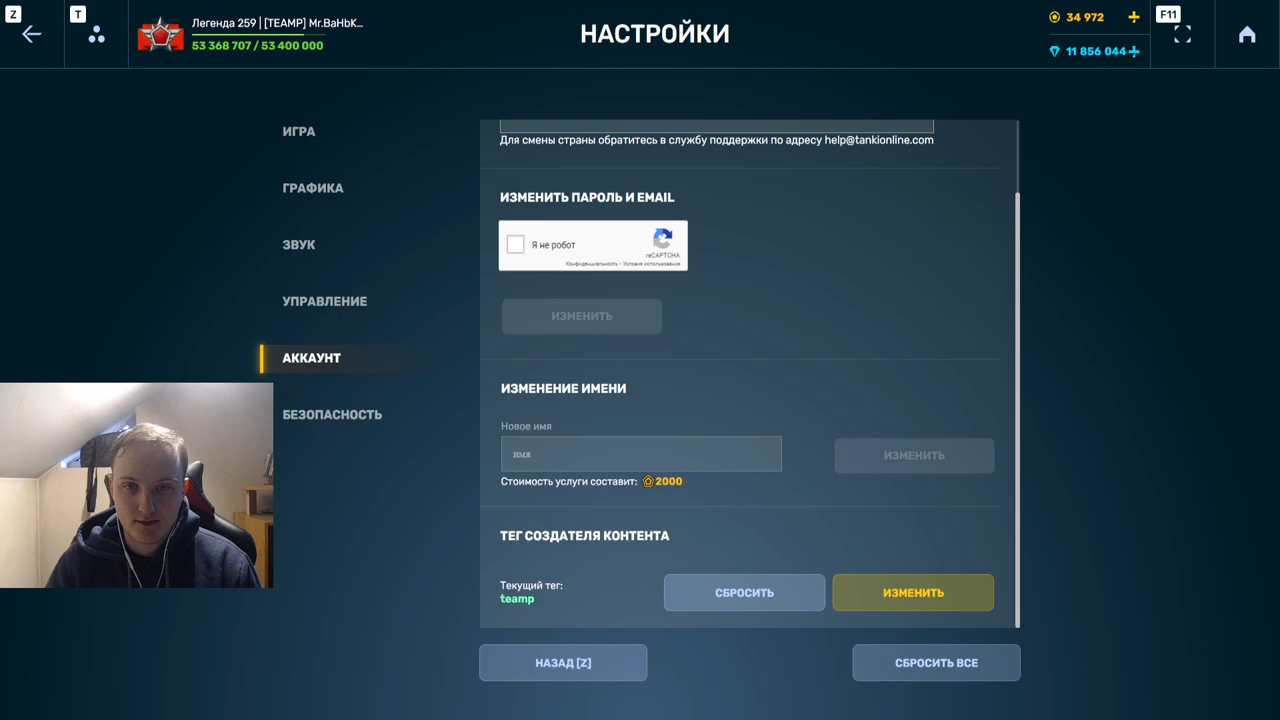 Z
T
Легенда 259 | [TEAMP] Mr.BaHbK...
53 368 707 / 53 400 000
НАСТРОЙКИ
34 972
11 856 044
F11
ИГРА
ГРАФИКА
ЗВУК
УПРАВЛЕНИЕ
АККАУНТ
БЕЗОПАСНОСТЬ
Для смены страны обратитесь в службу поддержки по адресу help@tankionline.com
ИЗМЕНИТЬ ПАРОЛЬ И EMAIL
Я не робот
reCAPTCHA
Конфиденциальность - Условия использования
ИЗМЕНИТЬ
ИЗМЕНЕНИЕ ИМЕНИ
Новое имя
имя
ИЗМЕНИТЬ
Стоимость услуги составит: 2000
ТЕГ СОЗДАТЕЛЯ КОНТЕНТА
Текущий тег:
teamp
СБРОСИТЬ
ИЗМЕНИТЬ
НАЗАД [Z]
СБРОСИТЬ ВСЕ